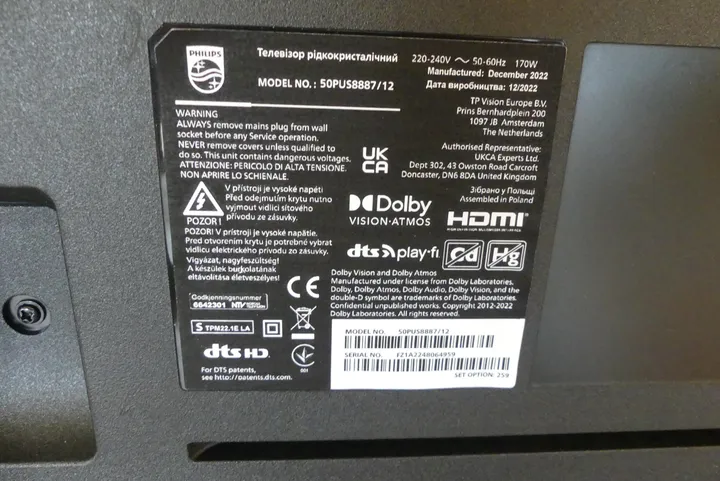 PHILIPS
Телевізор рідкокристалічний
MODEL NO. : 50PUS8887/12
220-240V ~ 50-60Hz 170W
Manufactured: December 2022
Дата виробництва: 12/2022
TP Vision Europe B.V.
Prins Bernhardplein 200
1097 JB Amsterdam
The Netherlands
Authorised Representative:
UKCA Experts Ltd.
Dept 302, 43 Owston Road Carcroft
Doncaster, DN6 8DA United Kingdom
Зібрано у Польщі
Assembled in Poland
WARNING
ALWAYS remove mains plug from wall
socket before any Service operation.
NEVER remove covers unless qualified to
do so. This unit contains dangerous voltages.
ATTENZIONE: PERICOLO DI ALTA TENSIONE.
NON APRIRE LO SCHIENALE.
UK
CA
POZOR !
V přístroji je vysoké napětí
Před odejmutím krytu nutno
vyjmout vidlici síťového
přívodu ze zásuvky.
POZOR! V prístroji je vysoké napätie.
Pred otvorením krytu je potrebné vybrať
vidlicu elektrického prívodu zo zásuvky.
Vigyázat, nagyfeszültség!
A készülek burkolatának
eltávolítása életveszélyes!
Dolby
VISION·ATMOS
HDMI
dts play-fi
Cd
Hg
Dolby Vision and Dolby Atmos
Manufactured under license from Dolby Laboratories.
Dolby, Dolby Atmos, Dolby Audio, Dolby Vision, and the
double-D symbol are trademarks of Dolby Laboratories.
Confidential unpublished works. Copyright 2012-2022
Dolby Laboratories. All rights reserved.
CE
Godkjenningsnummer
6642301 NTV
S TPM22.1E LA
dts HD
For DTS patents,
see http://patents.dts.com.
001
MODEL NO. 50PUS8887/12
SERIAL NO. FZ1A2248064959
SET OPTION: 259